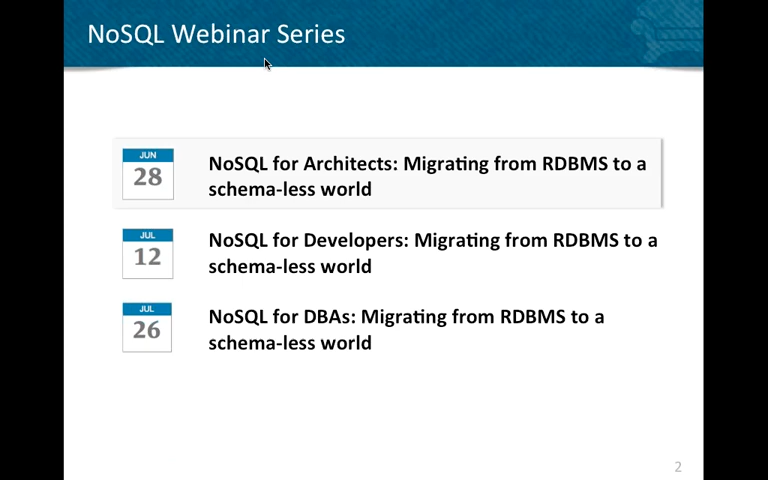 NoSQL Webinar Series
JUN
28
NoSQL for Architects: Migrating from RDBMS to a
schema-less world
JUL
12
NoSQL for Developers: Migrating from RDBMS to a
schema-less world
JUL
26
NoSQL for DBAs: Migrating from RDBMS to a
schema-less world
2